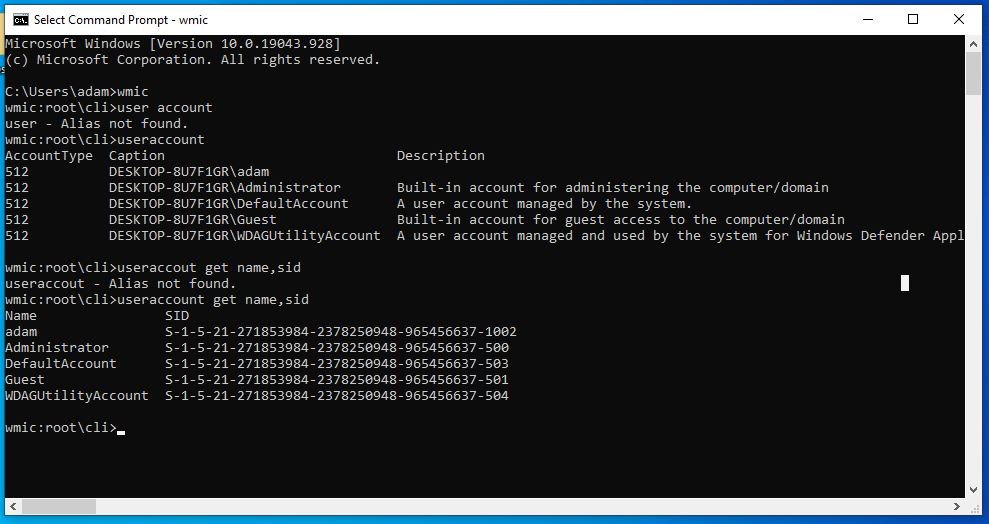 Select Command Prompt - wmic
Microsoft Windows [Version 10.0.19043.928]
(c) Microsoft Corporation. All rights reserved.
C:\Users\adam>wmic
wmic:root\cli>user account
user - Alias not found.
wmic:root\cli>useraccount
AccountType  Caption                             Description
512          DESKTOP-8U7F1GR\adam
512          DESKTOP-8U7F1GR\Administrator       Built-in account for administering the computer/domain
512          DESKTOP-8U7F1GR\DefaultAccount      A user account managed by the system.
512          DESKTOP-8U7F1GR\Guest               Built-in account for guest access to the computer/domain
512          DESKTOP-8U7F1GR\WDAGUtilityAccount  A user account managed and used by the system for Windows Defender Appl
wmic:root\cli>useraccout get name,sid
useraccout - Alias not found.
wmic:root\cli>useraccount get name,sid
Name                SID
adam                S-1-5-21-271853984-2378250948-965456637-1002
Administrator       S-1-5-21-271853984-2378250948-965456637-500
DefaultAccount      S-1-5-21-271853984-2378250948-965456637-503
Guest               S-1-5-21-271853984-2378250948-965456637-501
WDAGUtilityAccount  S-1-5-21-271853984-2378250948-965456637-504
wmic:root\cli>